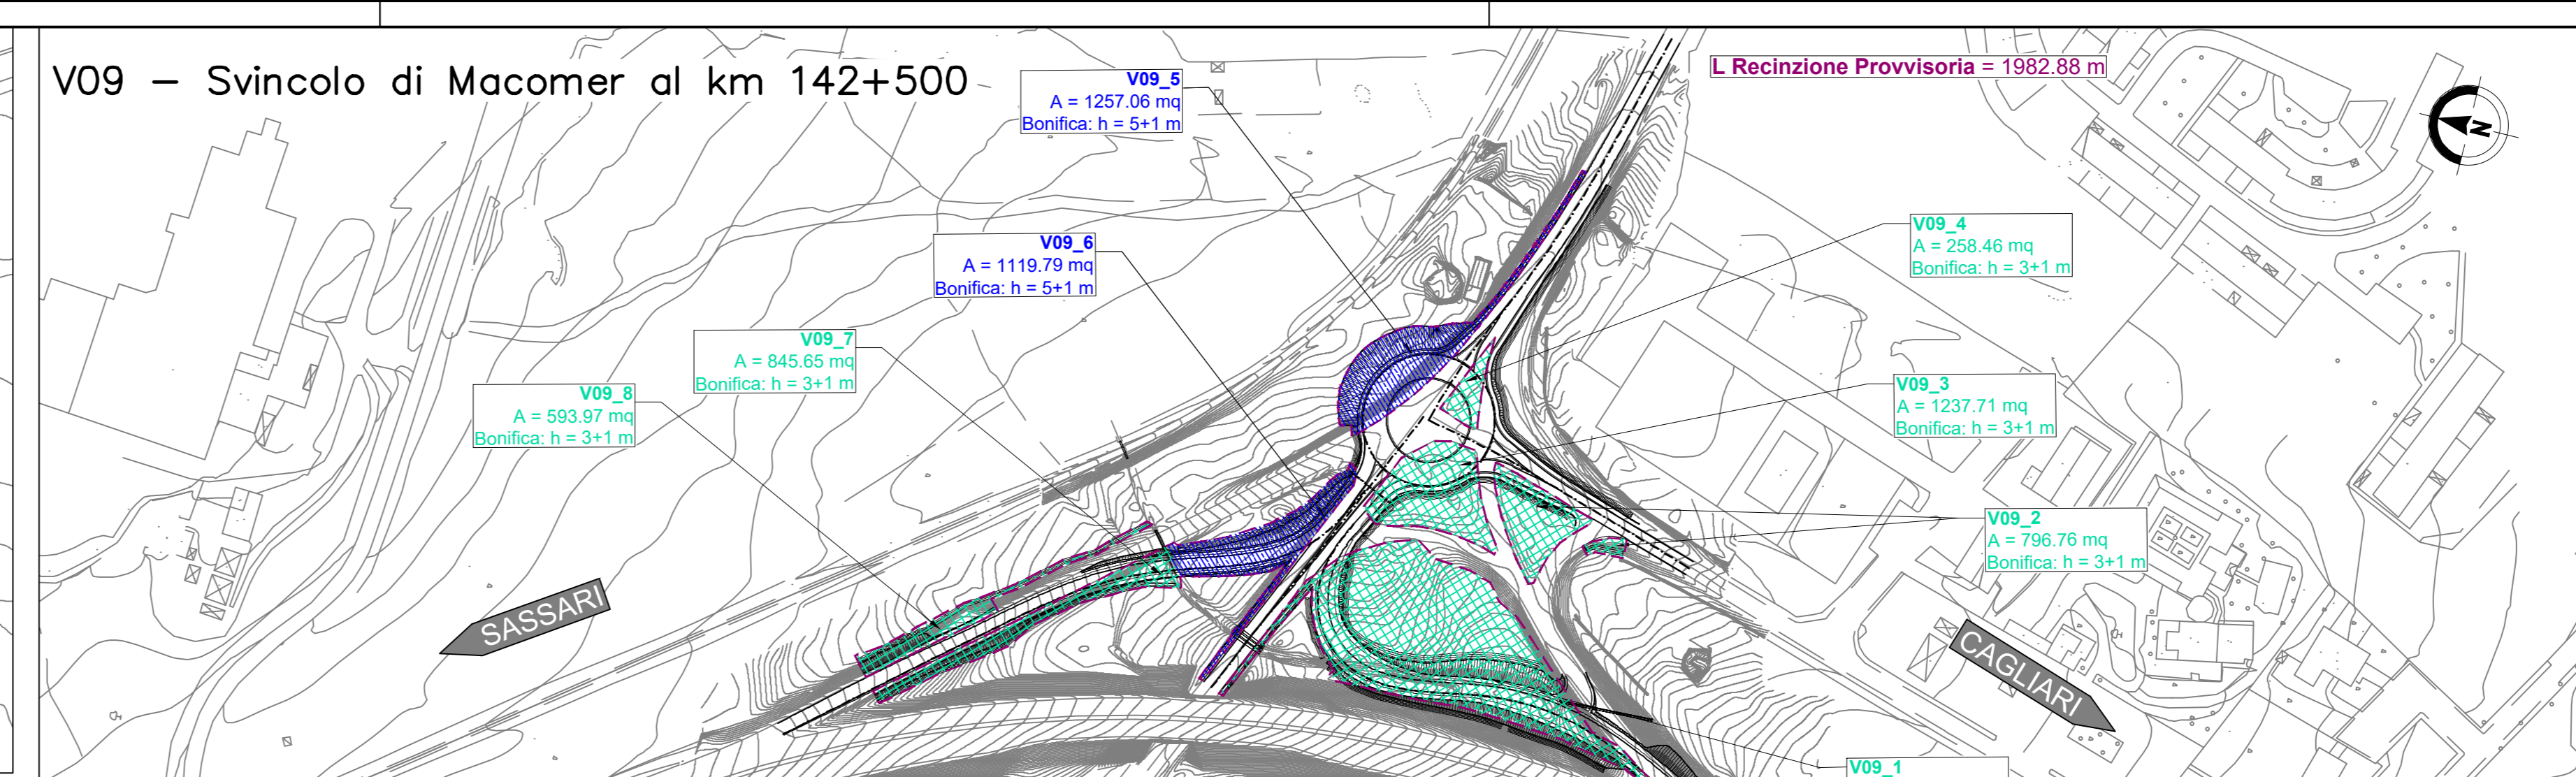 V09 – Svincolo di Macomer al km 142+500
L Recinzione Provvisoria = 1982.88 m
N
V09_5
A = 1257.06 mq
Bonifica: h = 5+1 m
V09_6
A = 1119.79 mq
Bonifica: h = 5+1 m
V09_7
A = 845.65 mq
Bonifica: h = 3+1 m
V09_8
A = 593.97 mq
Bonifica: h = 3+1 m
V09_4
A = 258.46 mq
Bonifica: h = 3+1 m
V09_3
A = 1237.71 mq
Bonifica: h = 3+1 m
V09_2
A = 796.76 mq
Bonifica: h = 3+1 m
SASSARI
CAGLIARI
V09_1